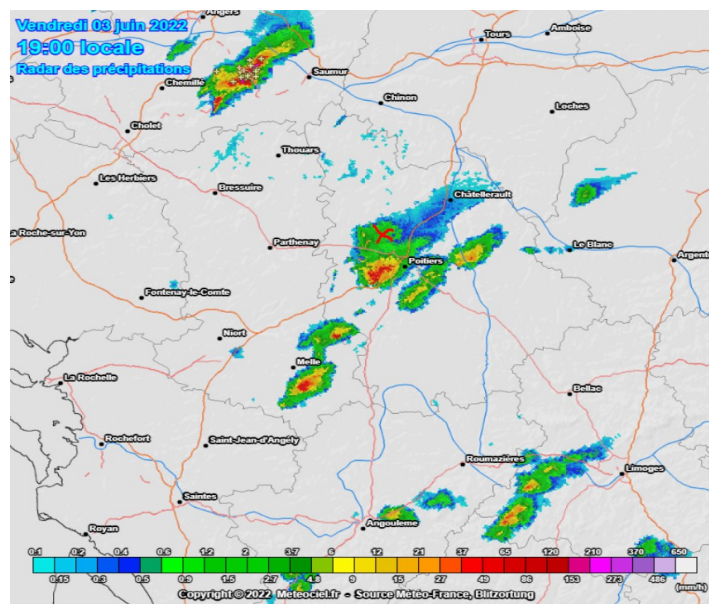 Vendredi 03 juin 2022
19:00 locale
Radar des précipitations
Angers
Tours
Amboise
Saumur
Chemillé
Chinon
Loches
Cholet
Thouars
Les Herbiers
Bressuire
Châtellerault
a Roche-sur-Yon
Parthenay
Le Blanc
Argent
Poitiers
Fontenay-le-Comte
Niort
Melle
La Rochelle
Bellac
Rochefort
Saint-Jean-d'Angély
Roumazières
Limoges
Saintes
Angouleme
Royan
0.1 0.2 0.4 0.6 1.2 2 3.7 6 12 21 37 65 120 210 370 650
0.15 0.3 0.5 0.9 1.5 2.7 4.8 9 15 27 49 86 153 273 486 (mm/h)
Copyright © 2022 Meteociel.fr - Source Météo-France, Blitzortung